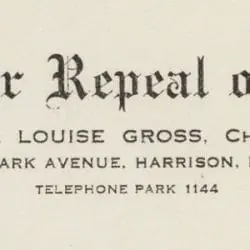 r Repeal o
LOUISE GROSS, CH
ARK AVENUE, HARRISON,
TELEPHONE PARK 1144